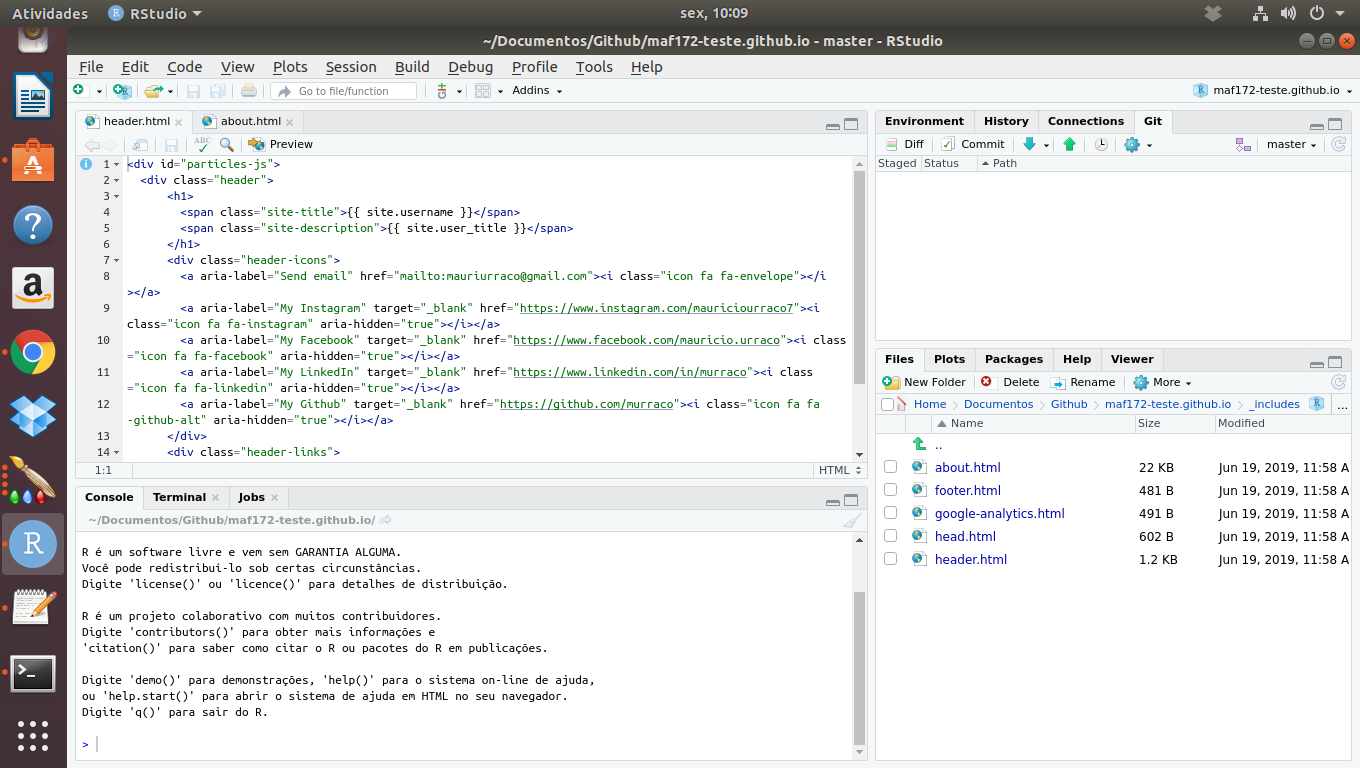 Atividades RStudio sex, 10:09
~/Documentos/Github/maf172-teste.github.io - master - RStudio
File Edit Code View Plots Session Build Debug Profile Tools Help
Go to file/function Addins maf172-teste.github.io
header.html about.html
ABC Preview
1 <div id="particles-js">
2 <div class="header">
3 <h1>
4 <span class="site-title">{{ site.username }}</span>
5 <span class="site-description">{{ site.user_title }}</span>
6 </h1>
7 <div class="header-icons">
8 <a aria-label="Send email" href="mailto:mauriurraco@gmail.com"><i class="icon fa fa-envelope"></i
></a>
9 <a aria-label="My Instagram" target="_blank" href="https://www.instagram.com/mauriciourraco7"><i
class="icon fa fa-instagram" aria-hidden="true"></i></a>
10 <a aria-label="My Facebook" target="_blank" href="https://www.facebook.com/mauricio.urraco"><i class
="icon fa fa-facebook" aria-hidden="true"></i></a>
11 <a aria-label="My LinkedIn" target="_blank" href="https://www.linkedin.com/in/murraco"><i class
="icon fa fa-linkedin" aria-hidden="true"></i></a>
12 <a aria-label="My Github" target="_blank" href="https://github.com/murraco"><i class="icon fa fa
-github-alt" aria-hidden="true"></i></a>
13 </div>
14 <div class="header-links">
1:1 HTML
Console Terminal Jobs
~/Documentos/Github/maf172-teste.github.io/
R é um software livre e vem sem GARANTIA ALGUMA.
Você pode redistribuí-lo sob certas circunstâncias.
Digite 'license()' ou 'licence()' para detalhes de distribuição.
R é um projeto colaborativo com muitos contribuidores.
Digite 'contributors()' para obter mais informações e
'citation()' para saber como citar o R ou pacotes do R em publicações.
Digite 'demo()' para demonstrações, 'help()' para o sistema on-line de ajuda,
ou 'help.start()' para abrir o sistema de ajuda em HTML no seu navegador.
Digite 'q()' para sair do R.
>
Environment History Connections Git
Diff Commit master
Staged Status Path
Files Plots Packages Help Viewer
New Folder Delete Rename More
Home Documentos Github maf172-teste.github.io _includes ...
Name Size Modified
..
about.html 22 KB Jun 19, 2019, 11:58 A
footer.html 481 B Jun 19, 2019, 11:58 A
google-analytics.html 491 B Jun 19, 2019, 11:58 A
head.html 602 B Jun 19, 2019, 11:58 A
header.html 1.2 KB Jun 19, 2019, 11:58 A